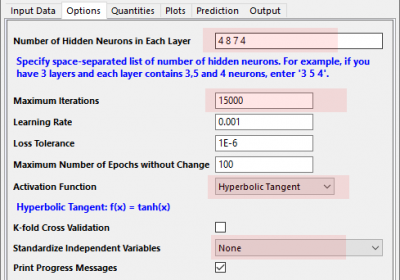 Input Data Options Quantities Plots Prediction Output
Number of Hidden Neurons in Each Layer 4 8 7 4
Specify space-separated list of number of hidden neurons. For example, if you
have 3 layers and each layer contains 3,5 and 4 neurons, enter '3 5 4'.
Maximum Iterations 15000
Learning Rate 0.001
Loss Tolerance 1E-6
Maximum Number of Epochs without Change 100
Activation Function Hyperbolic Tangent
Hyperbolic Tangent: f(x) = tanh(x)
K-fold Cross Validation
Standardize Independent Variables None
Print Progress Messages